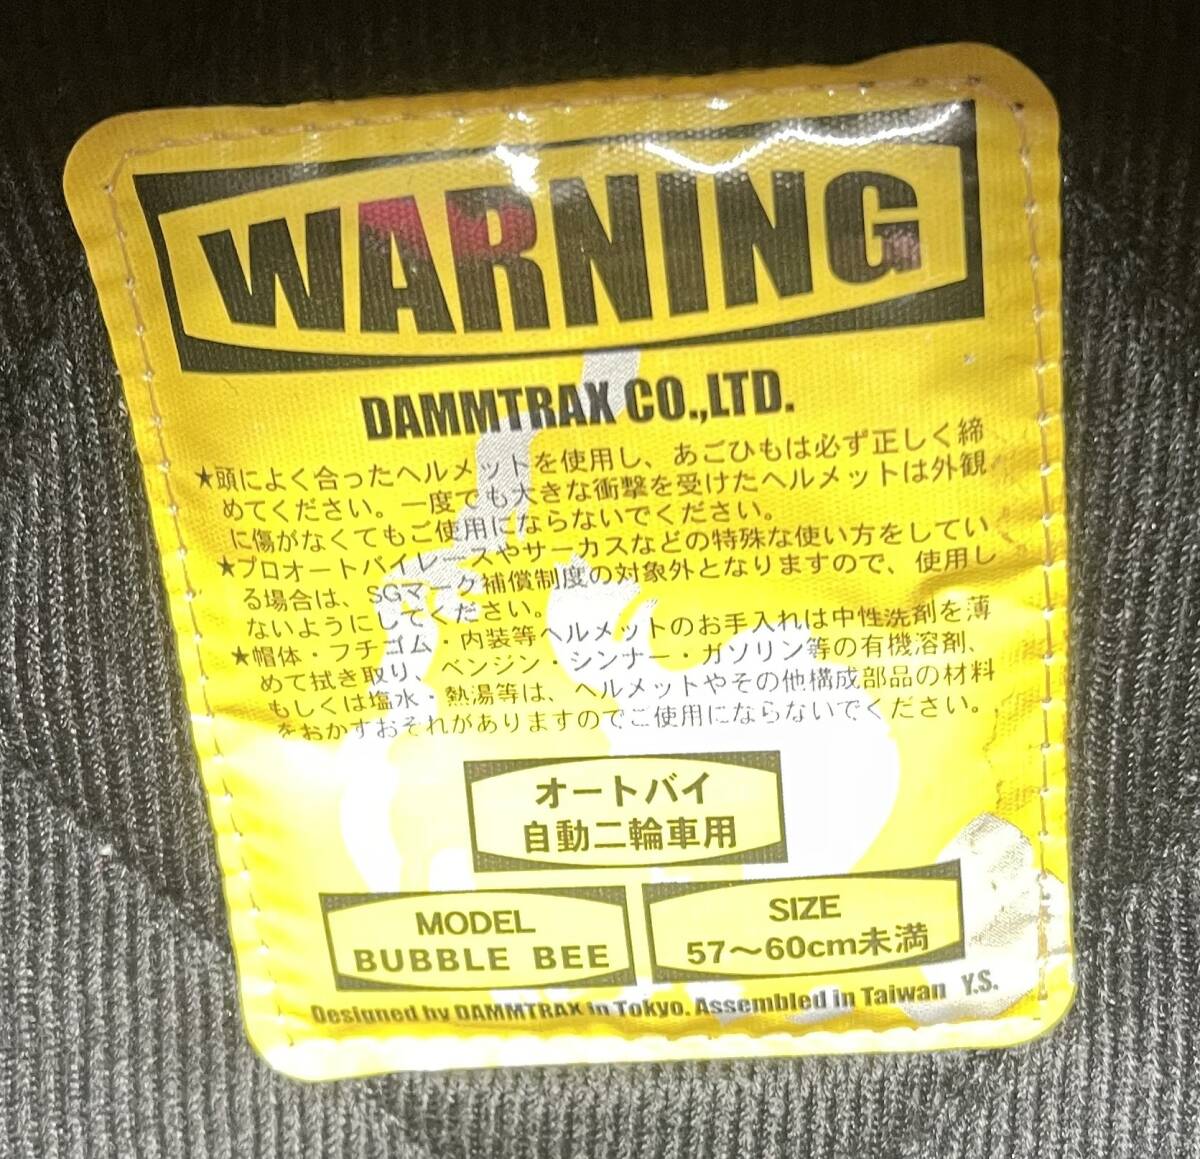 WARNING
DAMMTRAX CO.,LTD.
★頭によく合ったヘルメットを使用し、あごひもは必ず正しく締
めてください。一度でも大きな衝撃を受けたヘルメットは外観
に傷がなくてもご使用にならないでください。
★プロオートバイレースやサーカスなどの特殊な使い方をしてい
る場合は、SGマーク補償制度の対象外となりますので、使用し
ないようにしてください。
★帽体・フチゴム・内装等ヘルメットのお手入れは中性洗剤を薄
めて拭き取り、ベンジン・シンナー・ガソリン等の有機溶剤、
もしくは塩水・熱湯等は、ヘルメットやその他構成部品の材料
をおかすおそれがありますのでご使用にならないでください。
オートバイ
自動二輪車用
MODEL
BUBBLE BEE
SIZE
57〜60cm未満
Designed by DAMMTRAX in Tokyo. Assembled in Taiwan Y.S.